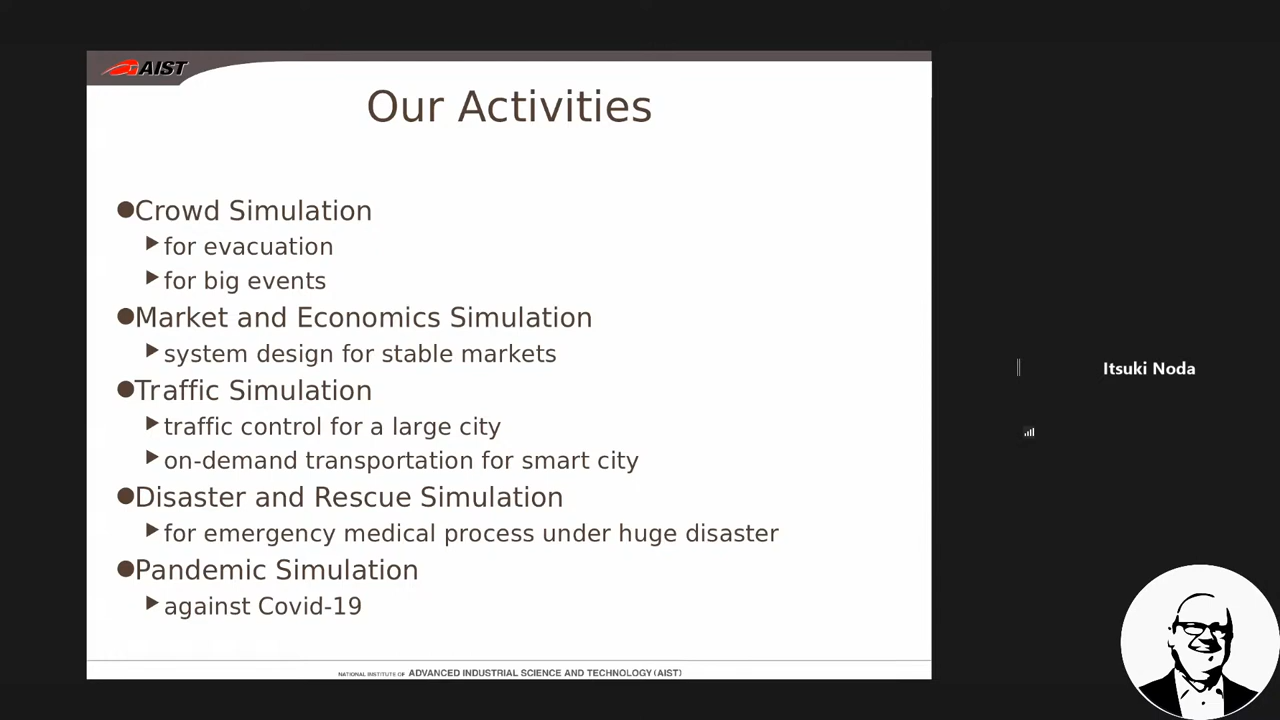 AIST
Our Activities
●Crowd Simulation
▶for evacuation
▶for big events
●Market and Economics Simulation
▶system design for stable markets
●Traffic Simulation
▶traffic control for a large city
▶on-demand transportation for smart city
●Disaster and Rescue Simulation
▶for emergency medical process under huge disaster
●Pandemic Simulation
▶against Covid-19
Itsuki Noda
NATIONAL INSTITUTE OF ADVANCED INDUSTRIAL SCIENCE AND TECHNOLOGY (AIST)